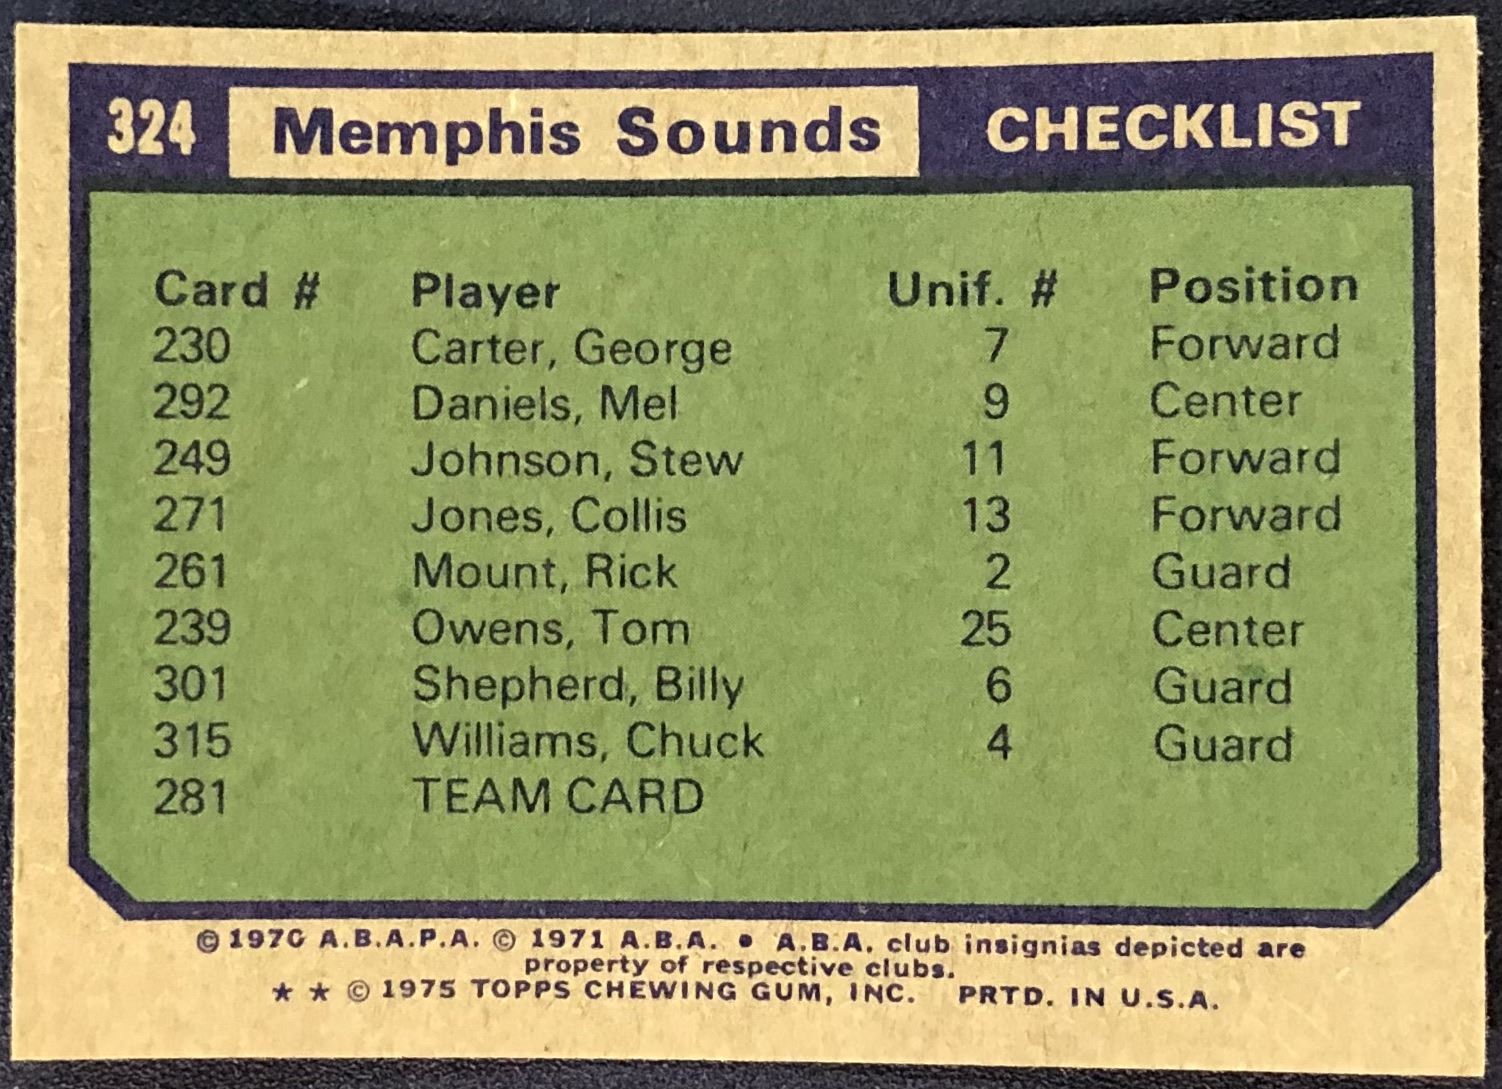 324 Memphis Sounds CHECKLIST
Card # Player Unif. # Position
230 Carter, George 7 Forward
292 Daniels, Mel 9 Center
249 Johnson, Stew 11 Forward
271 Jones, Collis 13 Forward
261 Mount, Rick 2 Guard
239 Owens, Tom 25 Center
301 Shepherd, Billy 6 Guard
315 Williams, Chuck 4 Guard
281 TEAM CARD
© 1970 A.B.A.P.A. © 1971 A.B.A. • A.B.A. club insignias depicted are
property of respective clubs.
★ ★ © 1975 TOPPS CHEWING GUM, INC. PRTD. IN U.S.A.